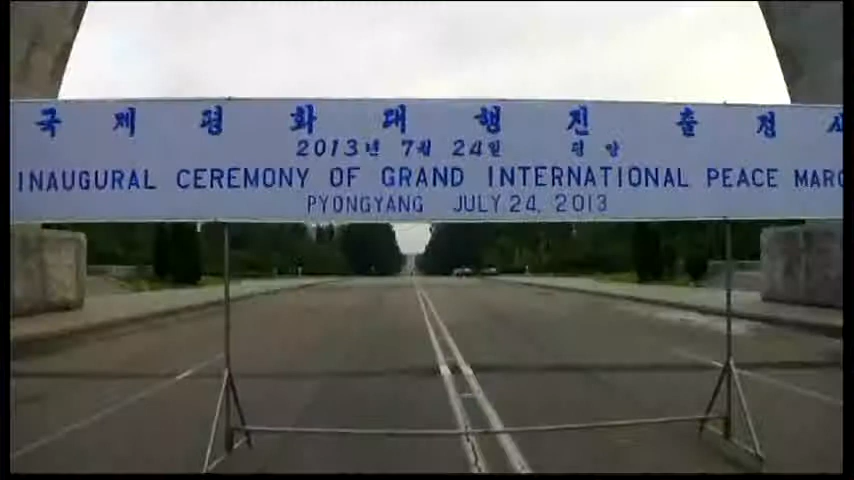 국제평화대행진출정
2013년 7월 24일 평양
INAUGURAL CEREMONY OF GRAND INTERNATIONAL PEACE MARC
PYONGYANG JULY 24, 2013